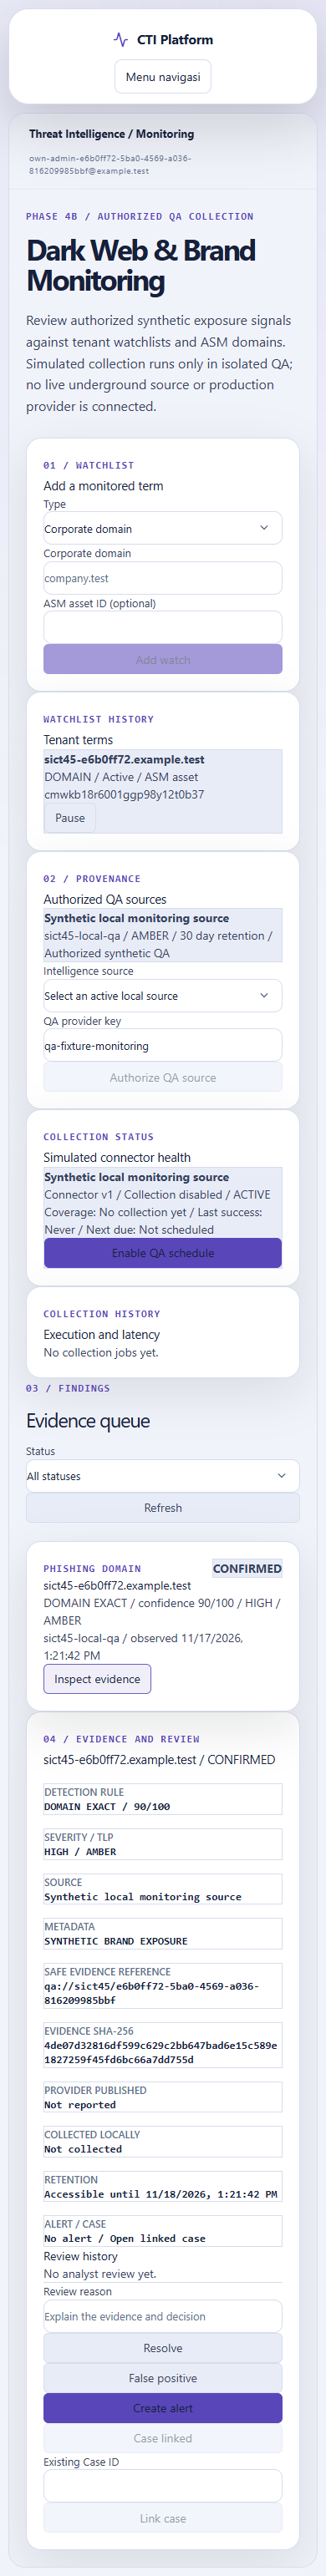 CTI Platform
Menu navigasi
Threat Intelligence / Monitoring
own-admin-e6b0ff72-5ba0-4569-a036-
816209985bbf@example.test
PHASE 4B / AUTHORIZED QA COLLECTION
Dark Web & Brand
Monitoring
Review authorized synthetic exposure signals
against tenant watchlists and ASM domains.
Simulated collection runs only in isolated QA;
no live underground source or production
provider is connected.
01 / WATCHLIST
Add a monitored term
Type
Corporate domain
Corporate domain
company.test
ASM asset ID (optional)
Add watch
WATCHLIST HISTORY
Tenant terms
sict45-e6b0ff72.example.test
DOMAIN / Active / ASM asset
cmwkb18r6001ggp98y12t0b37
Pause
02 / PROVENANCE
Authorized QA sources
Synthetic local monitoring source
sict45-local-qa / AMBER / 30 day retention /
Authorized synthetic QA
Intelligence source
Select an active local source
QA provider key
qa-fixture-monitoring
Authorize QA source
COLLECTION STATUS
Simulated connector health
Synthetic local monitoring source
Connector v1 / Collection disabled / ACTIVE
Coverage: No collection yet / Last success:
Never / Next due: Not scheduled
Enable QA schedule
COLLECTION HISTORY
Execution and latency
No collection jobs yet.
03 / FINDINGS
Evidence queue
Status
All statuses
Refresh
PHISHING DOMAIN
CONFIRMED
sict45-e6b0ff72.example.test
DOMAIN EXACT / confidence 90/100 / HIGH /
AMBER
sict45-local-qa / observed 11/17/2026,
1:21:42 PM
Inspect evidence
04 / EVIDENCE AND REVIEW
sict45-e6b0ff72.example.test / CONFIRMED
DETECTION RULE
DOMAIN EXACT / 90/100
SEVERITY / TLP
HIGH / AMBER
SOURCE
Synthetic local monitoring source
METADATA
SYNTHETIC BRAND EXPOSURE
SAFE EVIDENCE REFERENCE
qa://sict45/e6b0ff72-5ba0-4569-a036-
816209985bbf
EVIDENCE SHA-256
4de07d32816df599c629c2bb647bad6e15c589e
1827259f45fd6bc66a7dd755d
PROVIDER PUBLISHED
Not reported
COLLECTED LOCALLY
Not collected
RETENTION
Accessible until 11/18/2026, 1:21:42 PM
ALERT / CASE
No alert / Open linked case
Review history
No analyst review yet.
Review reason
Explain the evidence and decision
Resolve
False positive
Create alert
Case linked
Existing Case ID
Link case